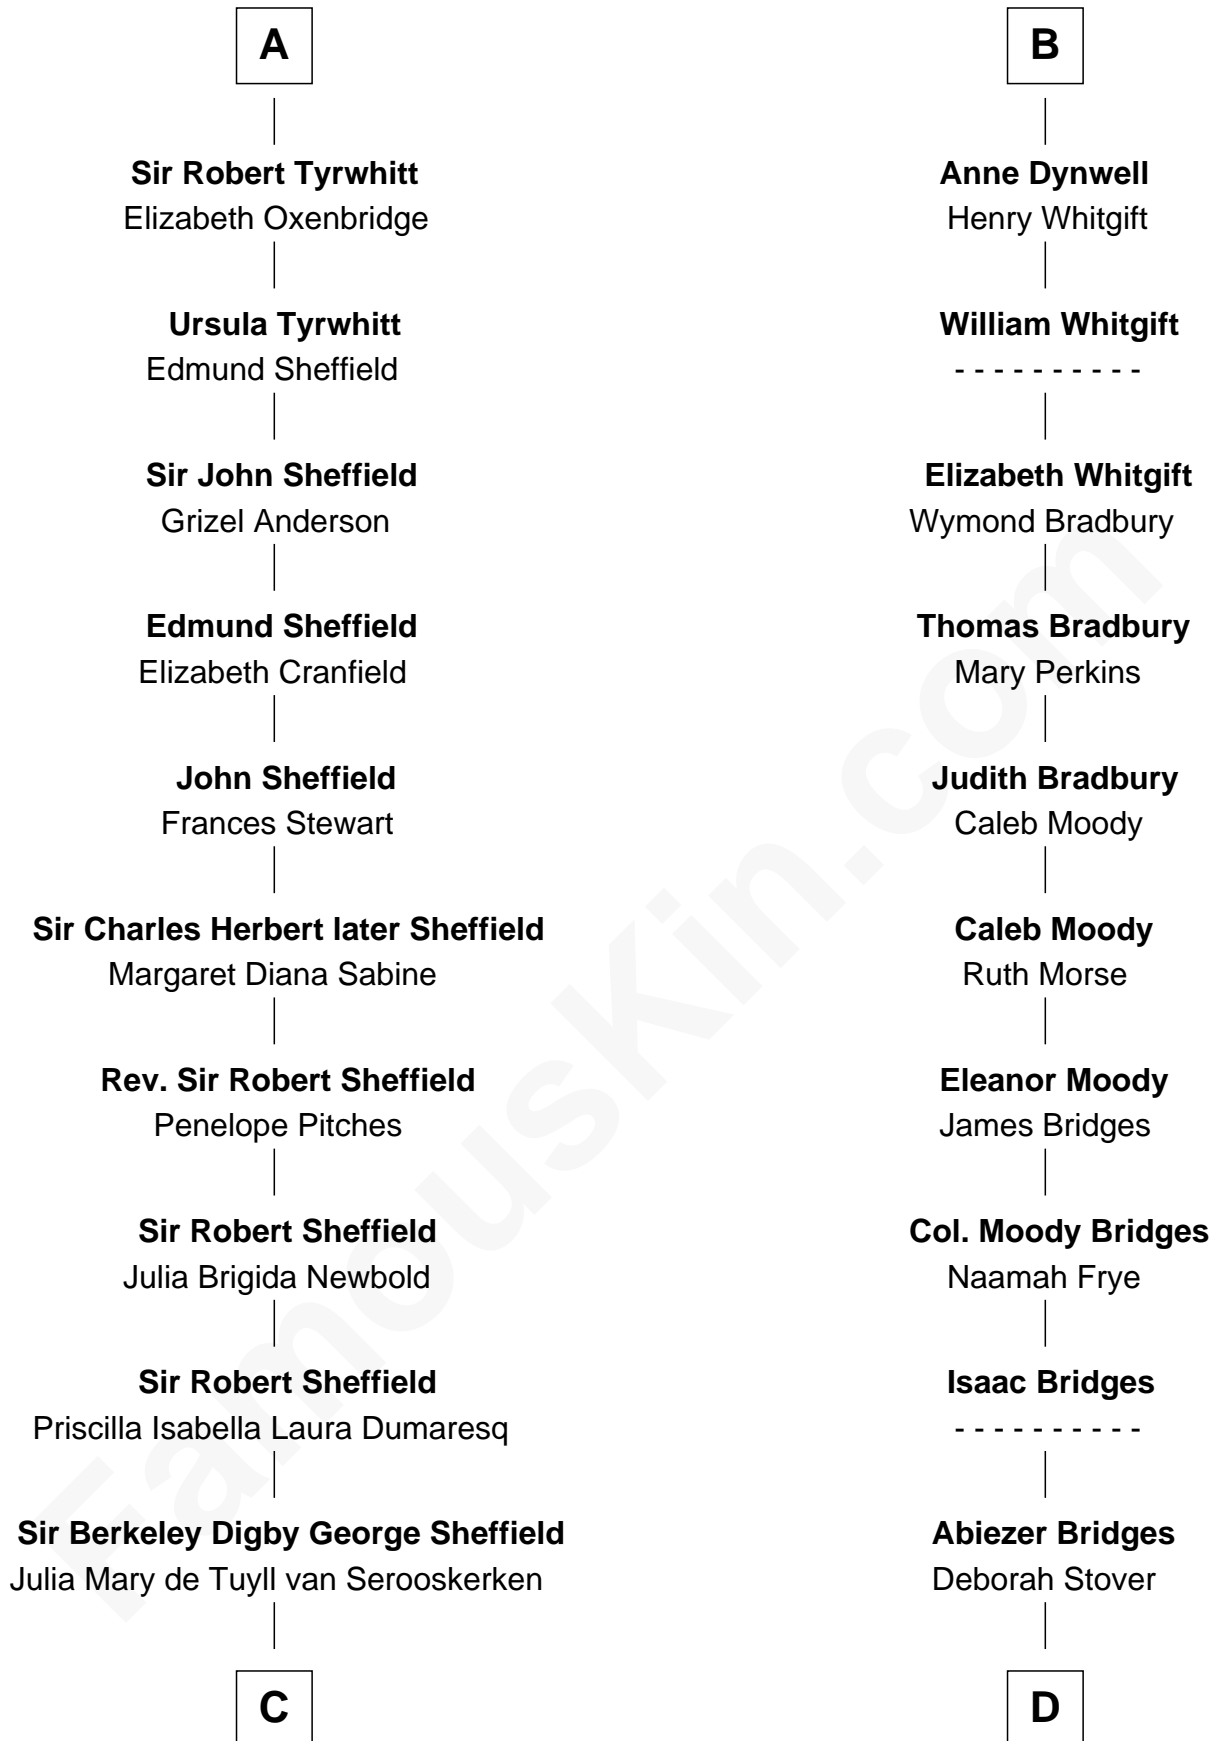 A
Sir Robert Tyrwhitt
Elizabeth Oxenbridge
Ursula Tyrwhitt
Edmund Sheffield
Sir John Sheffield
Grizel Anderson
Edmund Sheffield
Elizabeth Cranfield
John Sheffield
Frances Stewart
Sir Charles Herbert later Sheffield
Margaret Diana Sabine
Rev. Sir Robert Sheffield
Penelope Pitches
Sir Robert Sheffield
Julia Brigida Newbold
Sir Robert Sheffield
Priscilla Isabella Laura Dumaresq
Sir Berkeley Digby George Sheffield
Julia Mary de Tuyll van Serooskerken
C
B
Anne Dynwell
Henry Whitgift
William Whitgift
- - - - - - - - - -
Elizabeth Whitgift
Wymond Bradbury
Thomas Bradbury
Mary Perkins
Judith Bradbury
Caleb Moody
Caleb Moody
Ruth Morse
Eleanor Moody
James Bridges
Col. Moody Bridges
Naamah Frye
Isaac Bridges
- - - - - - - - - -
Abiezer Bridges
Deborah Stover
D
FamousKin.com